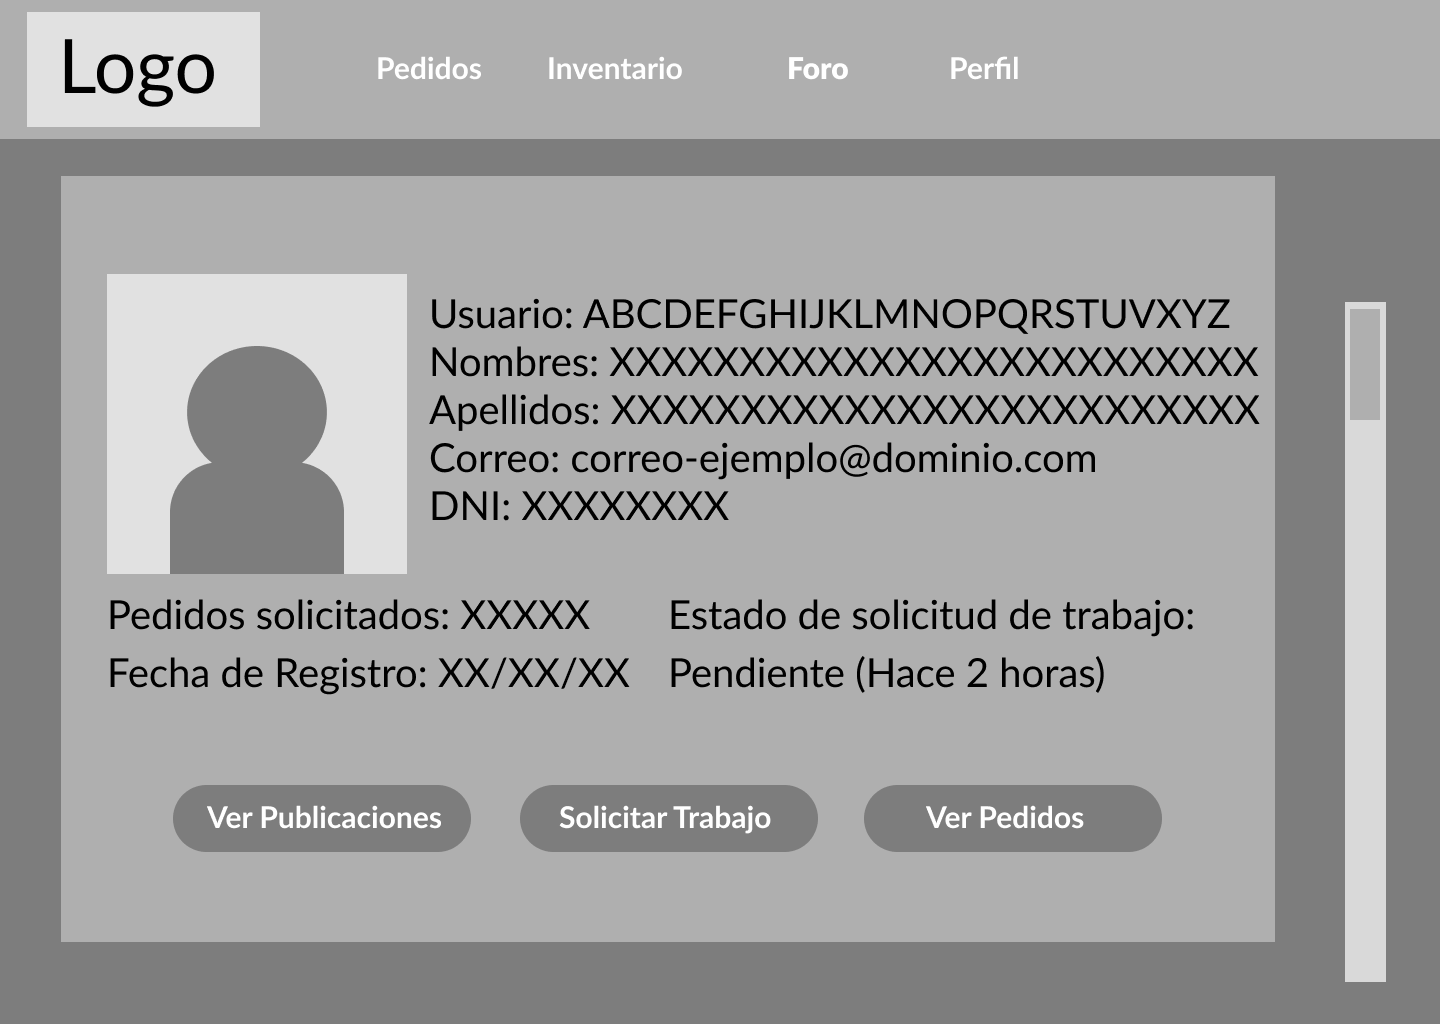 Logo
Pedidos Inventario Foro Perfil
Usuario: ABCDEFGHIJKLMNOPQRSTUVXYZ
Nombres: XXXXXXXXXXXXXXXXXXXXXXXXX
Apellidos: XXXXXXXXXXXXXXXXXXXXXXXXX
Correo: correo-ejemplo@dominio.com
DNI: XXXXXXXX
Pedidos solicitados: XXXXX
Fecha de Registro: XX/XX/XX
Estado de solicitud de trabajo:
Pendiente (Hace 2 horas)
Ver Publicaciones
Solicitar Trabajo
Ver Pedidos